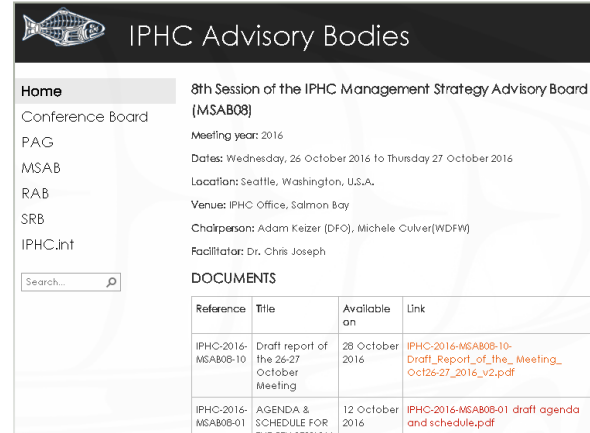 IPHC Advisory Bodies
Home
Conference Board
PAG
MSAB
RAB
SRB
IPHC.int
Search...
8th Session of the IPHC Management Strategy Advisory Board
(MSAB08)
Meeting year: 2016
Dates: Wednesday, 26 October 2016 to Thursday 27 October 2016
Location: Seattle, Washington, U.S.A.
Venue: IPHC Office, Salmon Bay
Chairperson: Adam Keizer (DFO), Michele Culver(WDFW)
Facilitator: Dr. Chris Joseph
DOCUMENTS
Reference Title Available Link
on
IPHC-2016- Draft report of 28 October IPHC-2016-MSAB08-10-
MSAB08-10 the 26-27 2016 Draft_Report_of_the_ Meeting_
October Oct26-27_2016_v2.pdf
Meeting
IPHC-2016- AGENDA & 12 October IPHC-2016-MSAB08-01 draft agenda
MSAB08-01 SCHEDULE FOR 2016 and schedule.pdf